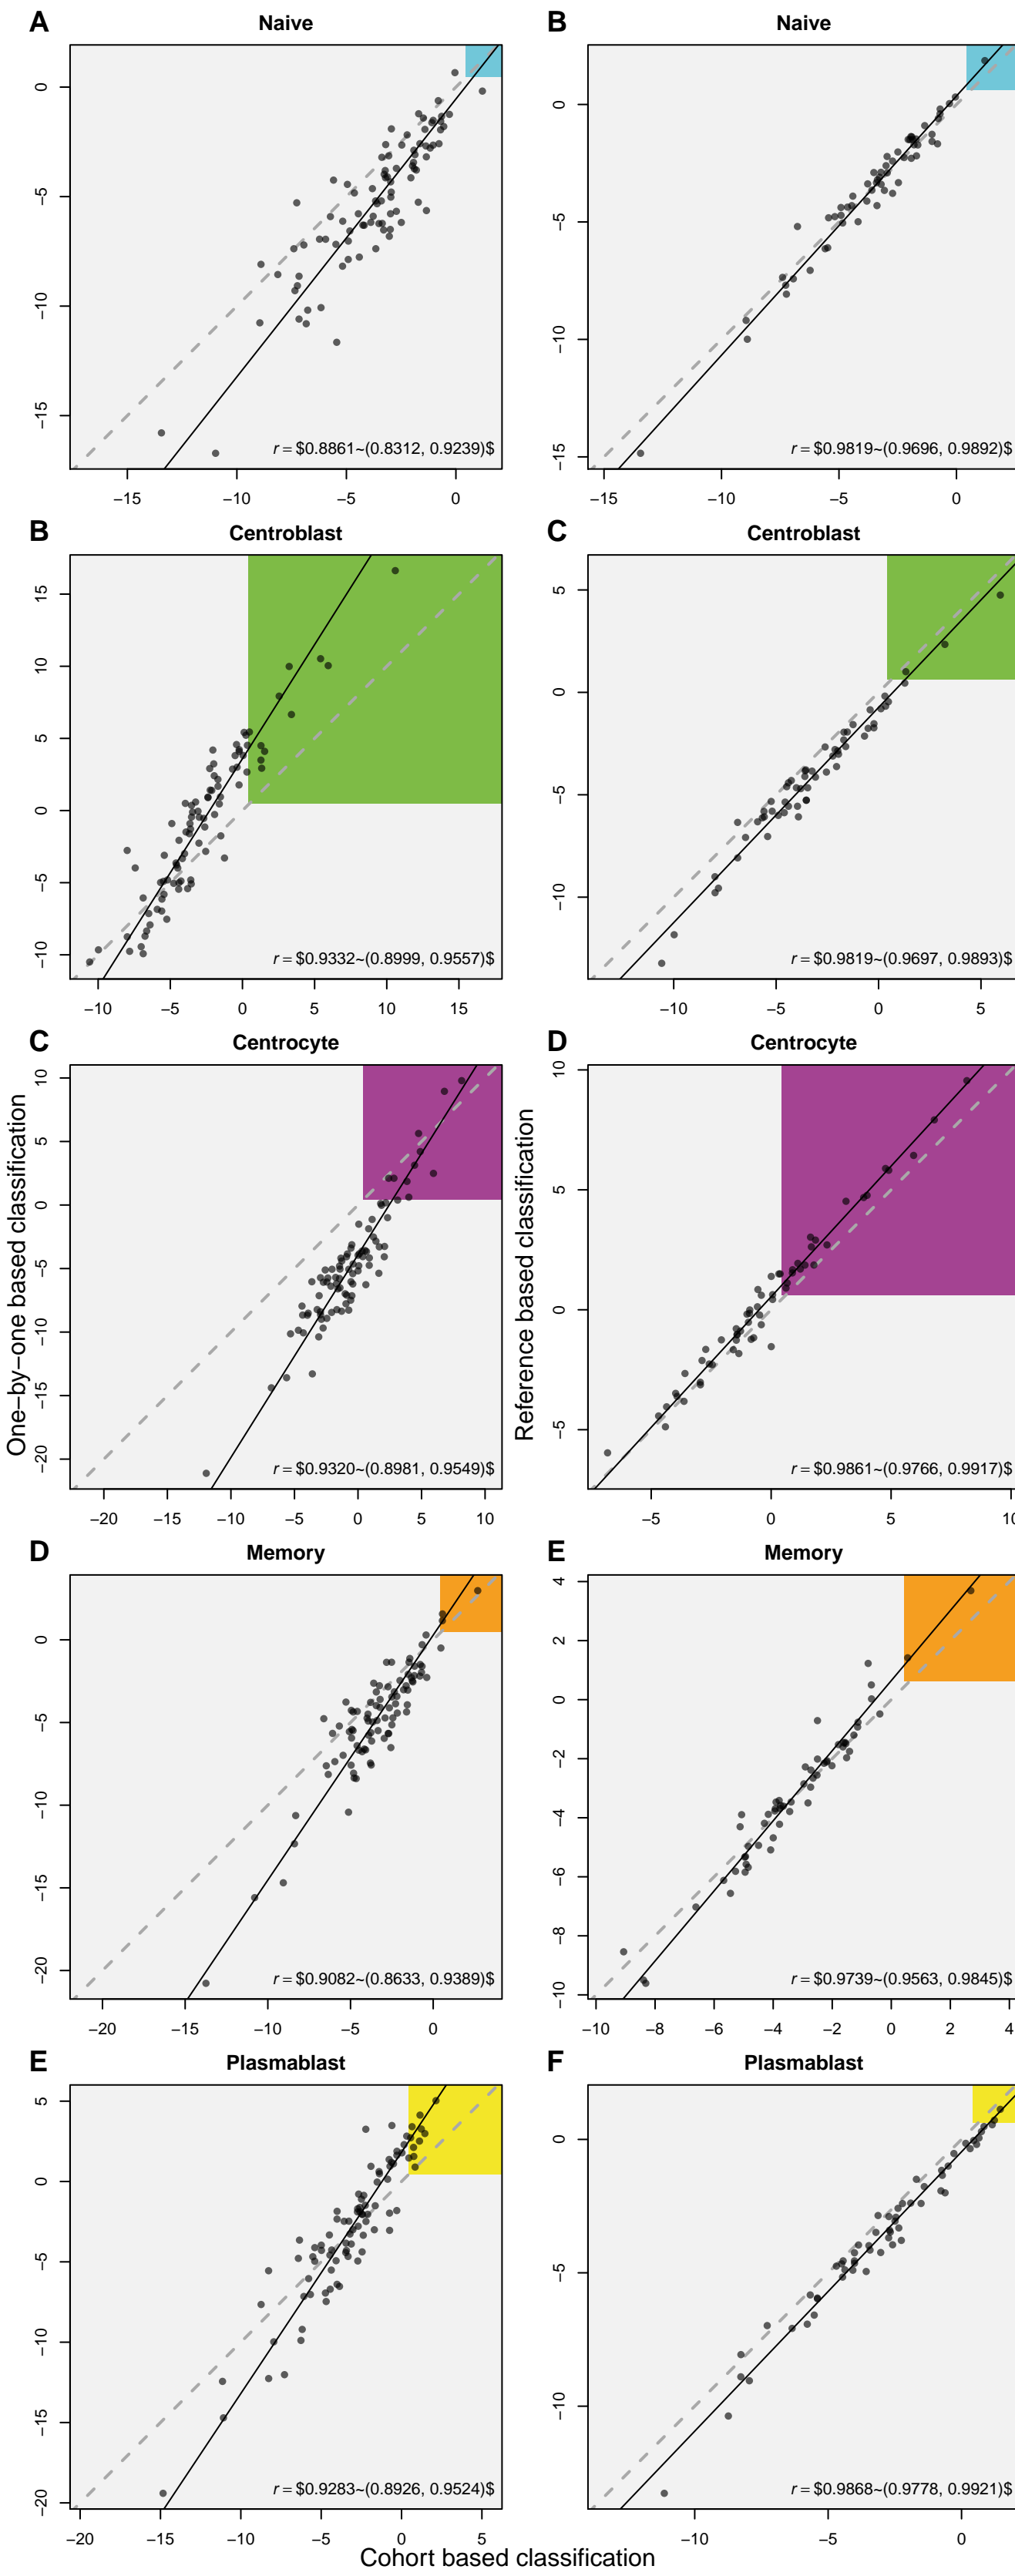 A Naive
0
−5
−10
−15
r = $0.8861~(0.8312, 0.9239)$
−15 −10 −5 0
B Naive
0
−5
−10
−15
r = $0.9819~(0.9696, 0.9892)$
−15 −10 −5 0
B Centroblast
15
10
5
0
−5
−10
r = $0.9332~(0.8999, 0.9557)$
−10 −5 0 5 10 15
C Centroblast
5
0
−5
−10
r = $0.9819~(0.9697, 0.9893)$
−10 −5 0 5
One−by−one based classification
C Centrocyte
10
5
0
−5
−10
−15
−20
r = $0.9320~(0.8981, 0.9549)$
−20 −15 −10 −5 0 5 10
Reference based classification
D Centrocyte
10
5
0
−5
r = $0.9861~(0.9766, 0.9917)$
−5 0 5 10
D Memory
0
−5
−10
−15
−20
r = $0.9082~(0.8633, 0.9389)$
−20 −15 −10 −5 0
E Memory
4
2
0
−2
−4
−6
−8
−10
r = $0.9739~(0.9563, 0.9845)$
−10 −8 −6 −4 −2 0 2 4
E Plasmablast
5
0
−5
−10
−15
−20
r = $0.9283~(0.8926, 0.9524)$
−20 −15 −10 −5 0 5
F Plasmablast
0
−5
−10
r = $0.9868~(0.9778, 0.9921)$
−10 −5 0
Cohort based classification